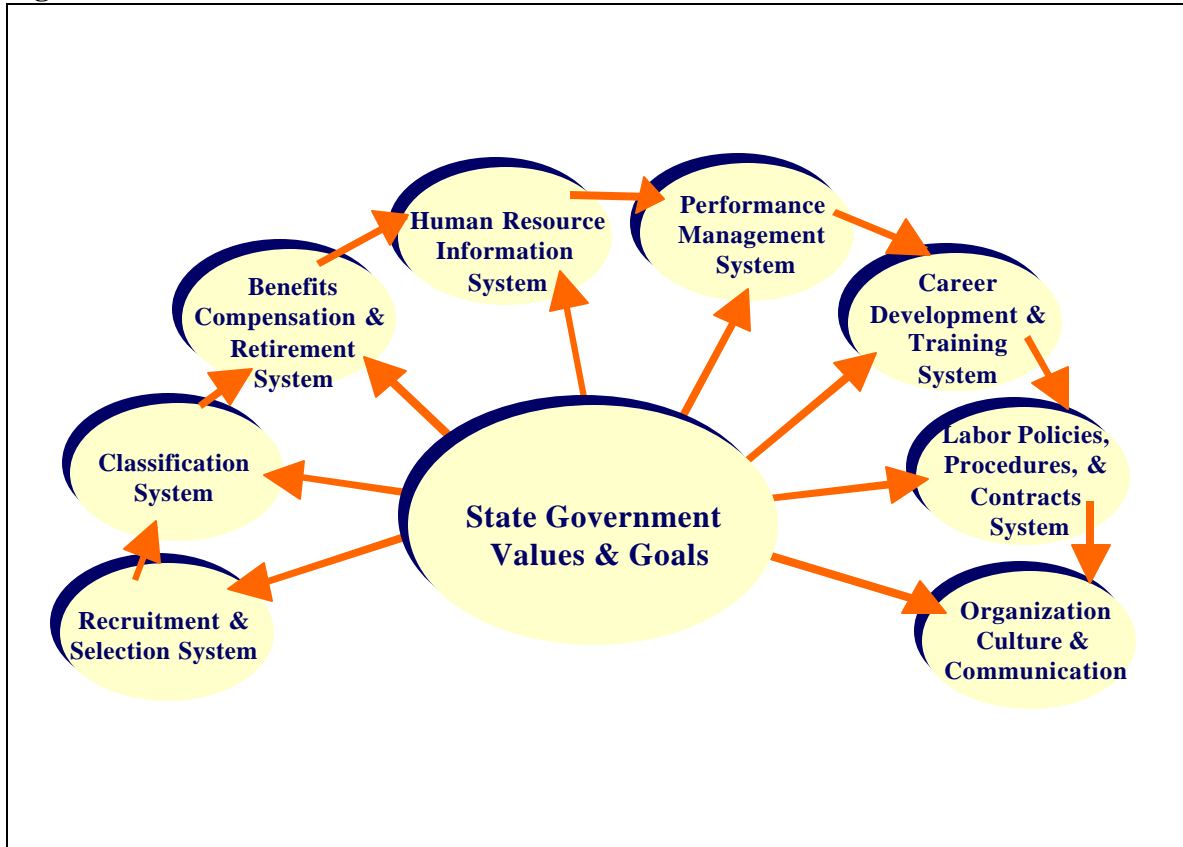 Human Resource
Information
System
Performance
Management
System
Benefits
Compensation &
Retirement
System
Career
Development &
Training
System
Classification
System
Labor Policies,
Procedures, &
Contracts
System
State Government
Values & Goals
Recruitment &
Selection System
Organization
Culture &
Communication